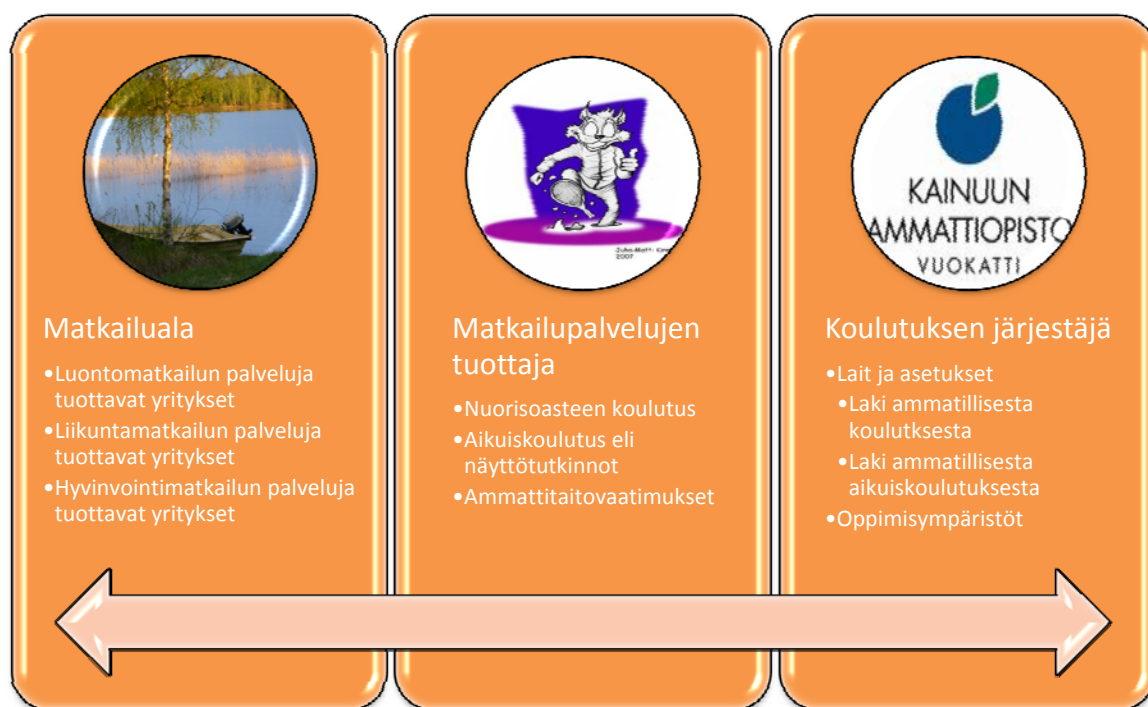 Matkailuala
•Luontomatkailun palveluja
tuottavat yritykset
•Liikuntamatkailun palveluja
tuottavat yritykset
•Hyvinvointimatkailun palveluja
tuottavat yritykset
2007
Matkailupalvelujen
tuottaja
•Nuorisoasteen koulutus
•Aikuiskoulutus eli
näyttötutkinnot
•Ammattitaitovaatimukset
KAINUUN
AMMATTIOPISTO
VUOKATTI
Koulutuksen järjestäjä
•Lait ja asetukset
•Laki ammatillisesta
koulutksesta
•Laki ammatillisesta
aikuiskoulutuksesta
•Oppimisympäristöt